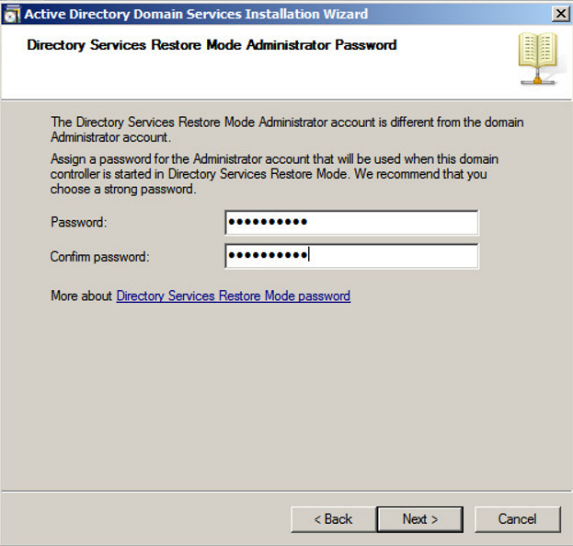 Active Directory Domain Services Installation Wizard
Directory Services Restore Mode Administrator Password
The Directory Services Restore Mode Administrator account is different from the domain
Administrator account.
Assign a password for the Administrator account that will be used when this domain
controller is started in Directory Services Restore Mode. We recommend that you
choose a strong password.
Password: ●●●●●●●●●●
Confirm password: ●●●●●●●●●●
More about Directory Services Restore Mode password
< Back Next > Cancel